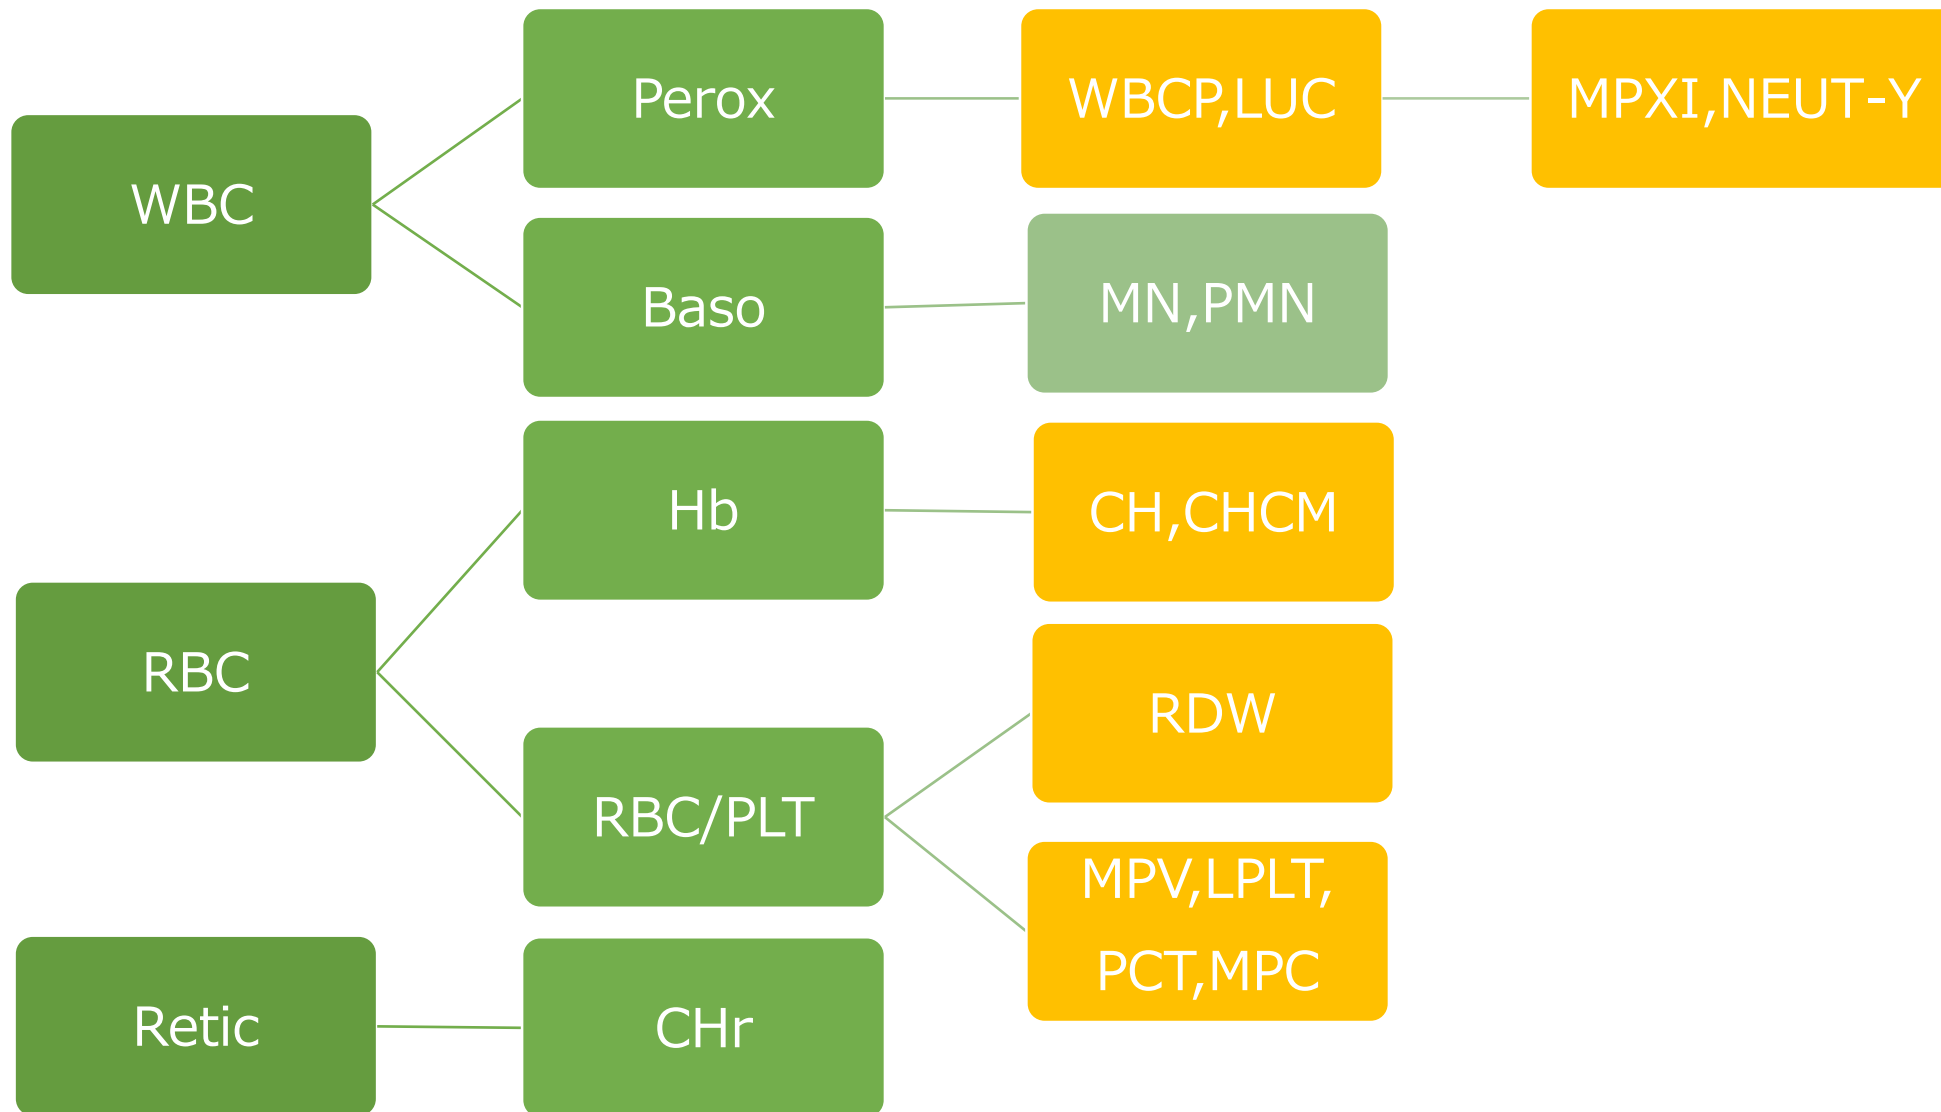 WBC
Perox
WBCP,LUC
MPXI,NEUT-Y
Baso
MN,PMN
RBC
Hb
CH,CHCM
RBC/PLT
RDW
MPV,LPLT,
PCT,MPC
Retic
CHr